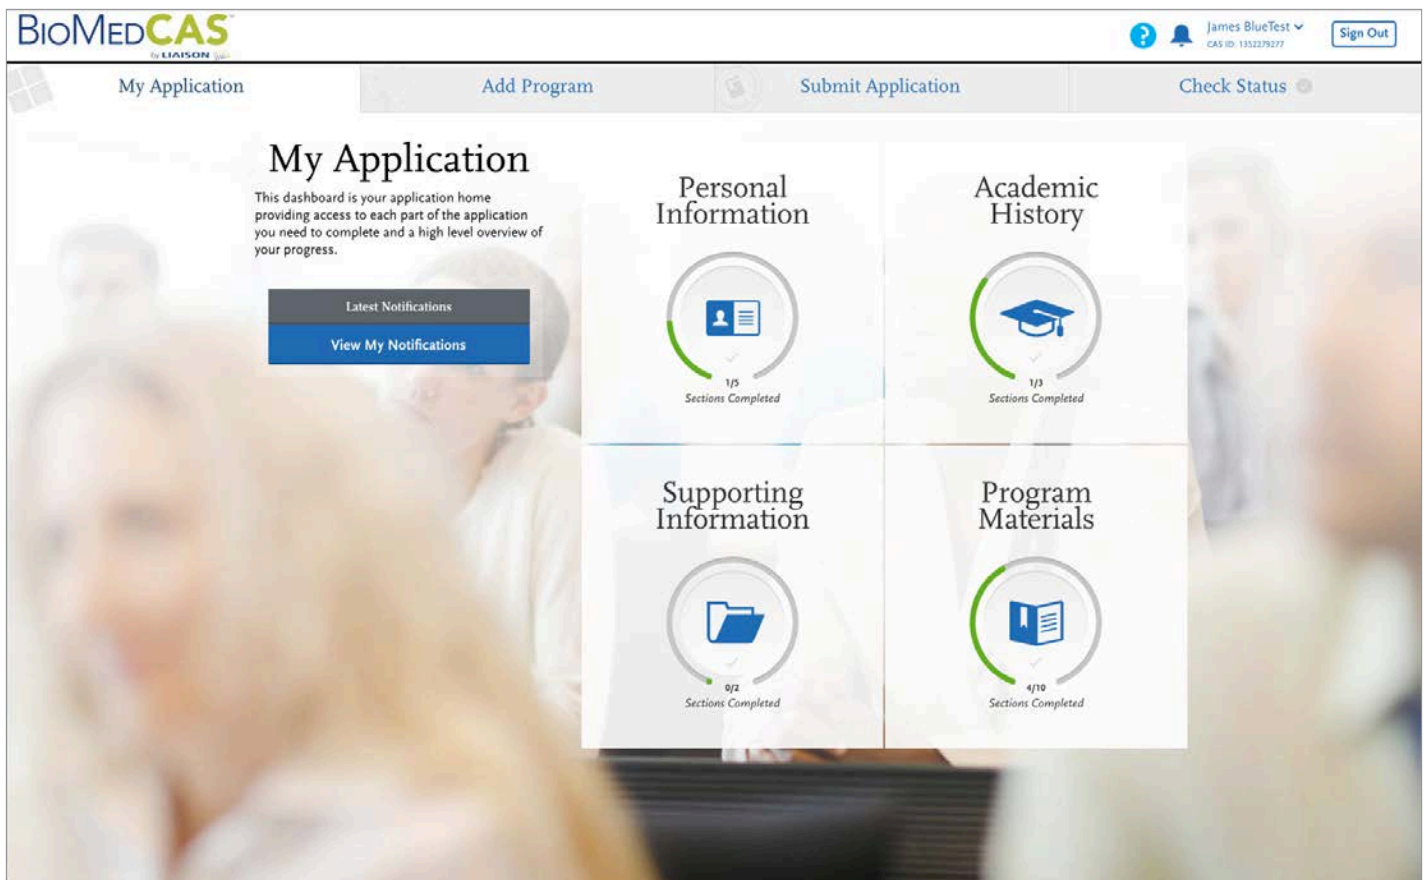 BIOMEDCAS
by LIAISON
James BlueTest
CAS ID: 1352279277
Sign Out
My Application
Add Program
Submit Application
Check Status
My Application
This dashboard is your application home
providing access to each part of the application
you need to complete and a high level overview of
your progress.
Latest Notifications
View My Notifications
Personal
Information
1/5
Sections Completed
Academic
History
1/3
Sections Completed
Supporting
Information
0/2
Sections Completed
Program
Materials
4/10
Sections Completed